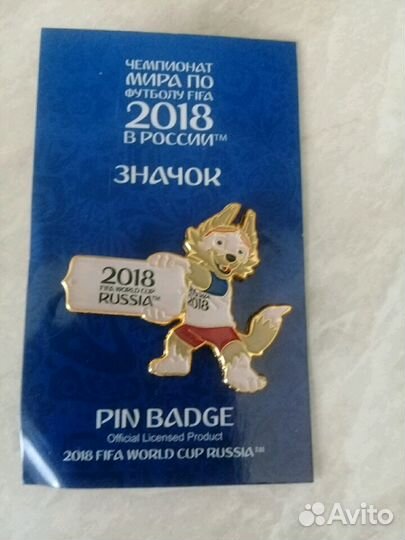 ЧЕМПИОНАТ
МИРА ПО
ФУТБОЛУ FIFA
2018
В РОССИИ™
ЗНАЧОК
2018
FIFA WORLD CUP
RUSSIA™
2018
PIN BADGE
Official Licensed Product
2018 FIFA WORLD CUP RUSSIA™
Avito